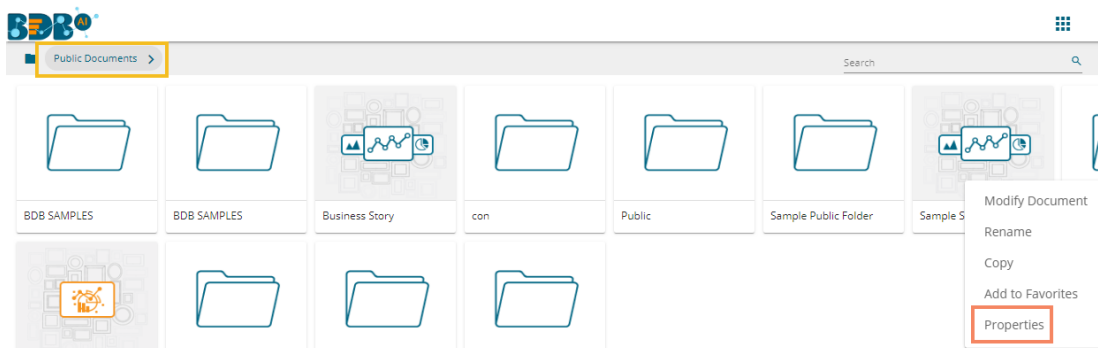 BDB AI
Public Documents >
Search
BDB SAMPLES
BDB SAMPLES
Business Story
con
Public
Sample Public Folder
Sample S
Modify Document
Rename
Copy
Add to Favorites
Properties